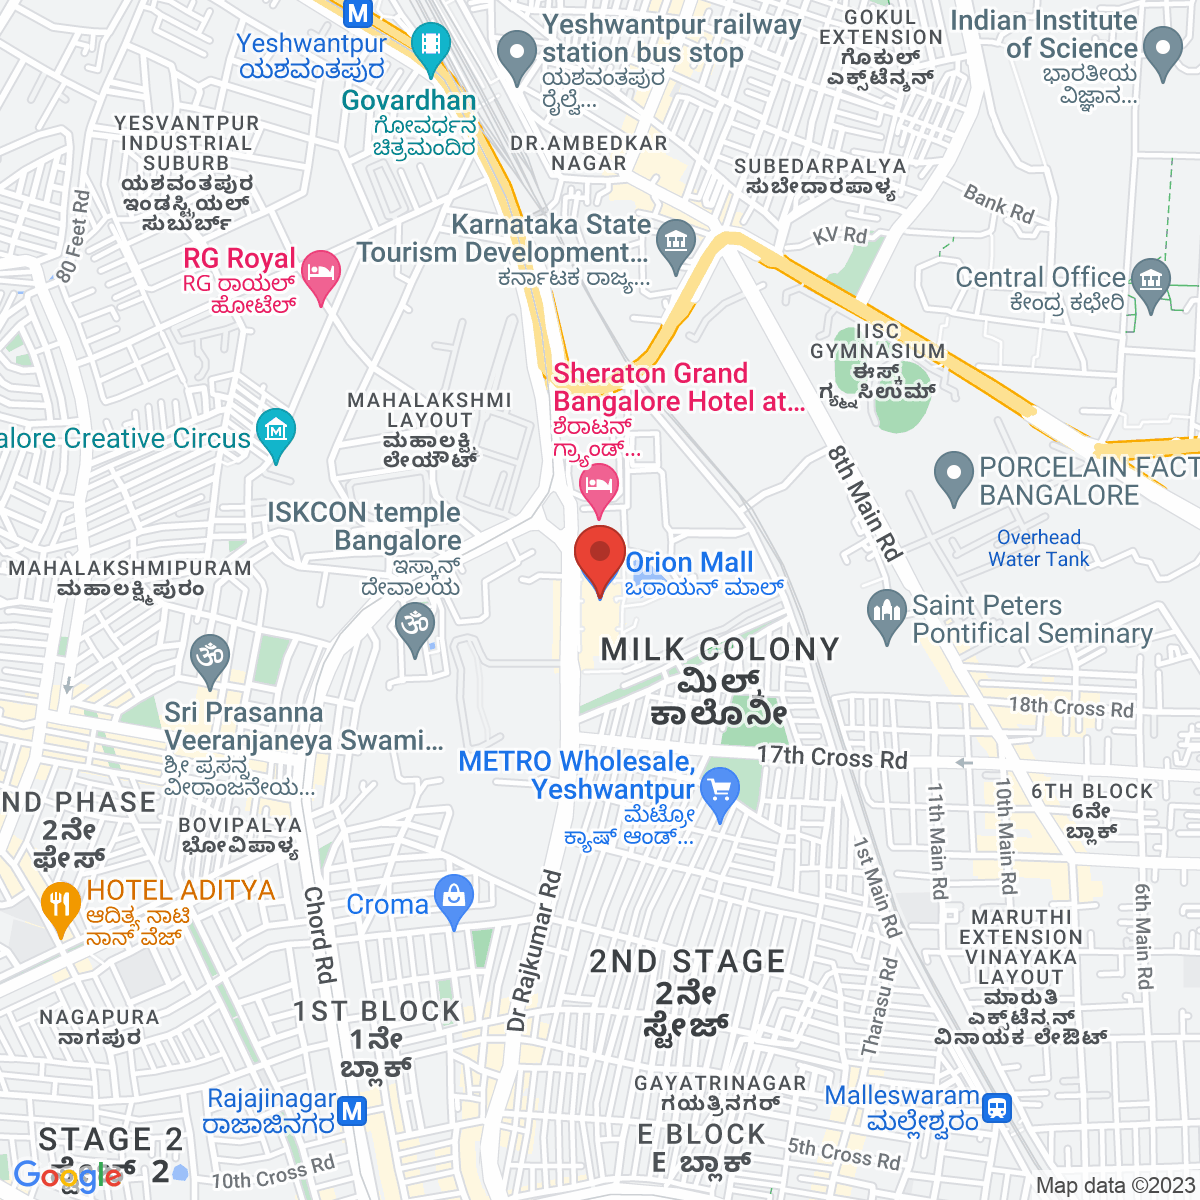 Yeshwantpur
ಯಶವಂತಪುರ
Govardhan
ಗೋವರ್ಧನ
ಚಿತ್ರಮಂದಿರ
Yeshwantpur railway
station bus stop
ಯಶವಂತಪುರ
ರೈಲ್ವೆ...
GOKUL
EXTENSION
ಗೊಕುಲ್
ಎಕ್ಸ್‌ಟೆನ್ಶನ್
Indian Institute
of Science
ಭಾರತೀಯ
ವಿಜ್ಞಾನ...
YESVANTPUR
INDUSTRIAL
SUBURB
ಯಶವಂತಪುರ
ಇಂಡಸ್ಟ್ರಿಯಲ್
ಸುಬುರ್ಬ್
DR.AMBEDKAR
NAGAR
SUBEDARPALYA
ಸುಬೇದಾರಪಾಳ್ಯ
Bank Rd
KV Rd
80 Feet Rd
Karnataka State
Tourism Development...
ಕರ್ನಾಟಕ ರಾಜ್ಯ...
RG Royal
RG ರಾಯಲ್
ಹೋಟೆಲ್
Central Office
ಕೇಂದ್ರ ಕಛೇರಿ
IISC
GYMNASIUM
ಈಸ್ಕ್
ಗ್ಯ್ಮ್ನಸಿಉಮ್
Sheraton Grand
Bangalore Hotel at...
ಶೆರಾಟನ್
ಗ್ರ್ಯಾಂಡ್...
MAHALAKSHMI
LAYOUT
ಮಹಾಲಕ್ಷ್ಮಿ
ಲೇಯೌಟ್
alore Creative Circus
8th Main Rd
PORCELAIN FACT
BANGALORE
ISKCON temple
Bangalore
ಇಸ್ಕಾನ್
ದೇವಾಲಯ
Overhead
Water Tank
MAHALAKSHMIPURAM
ಮಹಾಲಕ್ಷ್ಮಿಪುರಂ
Orion Mall
ಒರಾಯನ್ ಮಾಲ್
Saint Peters
Pontifical Seminary
MILK COLONY
ಮಿಲ್ಕ್
ಕಾಲೊನೀ
Sri Prasanna
Veeranjaneya Swami...
ಶ್ರೀ ಪ್ರಸನ್ನ
ವೀರಾಂಜನೇಯ...
18th Cross Rd
17th Cross Rd
METRO Wholesale,
Yeshwantpur
ಮೆಟ್ರೋ
ಕ್ಯಾಷ್ ಆಂಡ್...
ND PHASE
2ನೇ
ಫೇಸ್
BOVIPALYA
ಭೋವಿಪಾಳ್ಯ
11th Main Rd
10th Main Rd
6TH BLOCK
6ನೇ
ಬ್ಲಾಕ್
1st Main Rd
6th Main Rd
HOTEL ADITYA
ಆದಿತ್ಯ ನಾಟಿ
ನಾನ್ ವೆಜ್
Chord Rd
Croma
Dr Rajkumar Rd
MARUTHI
EXTENSION
VINAYAKA
LAYOUT
ಮಾರುತಿ
ಎಕ್ಸ್‌ಟೆನ್ಶನ್
ವಿನಾಯಕ ಲೇಔಟ್
2ND STAGE
2ನೇ
ಸ್ಟೇಜ್
Tharasu Rd
1ST BLOCK
1ನೇ
ಬ್ಲಾಕ್
NAGAPURA
ನಾಗಪುರ
GAYATRINAGAR
ಗಯತ್ರಿನಗರ್
Rajajinagar
ರಾಜಾಜಿನಗರ
Malleswaram
ಮಲ್ಲೇಶ್ವರಂ
E BLOCK
E ಬ್ಲಾಕ್
5th Cross Rd
STAGE 2
2
Google
10th Cross Rd
Map data ©2023